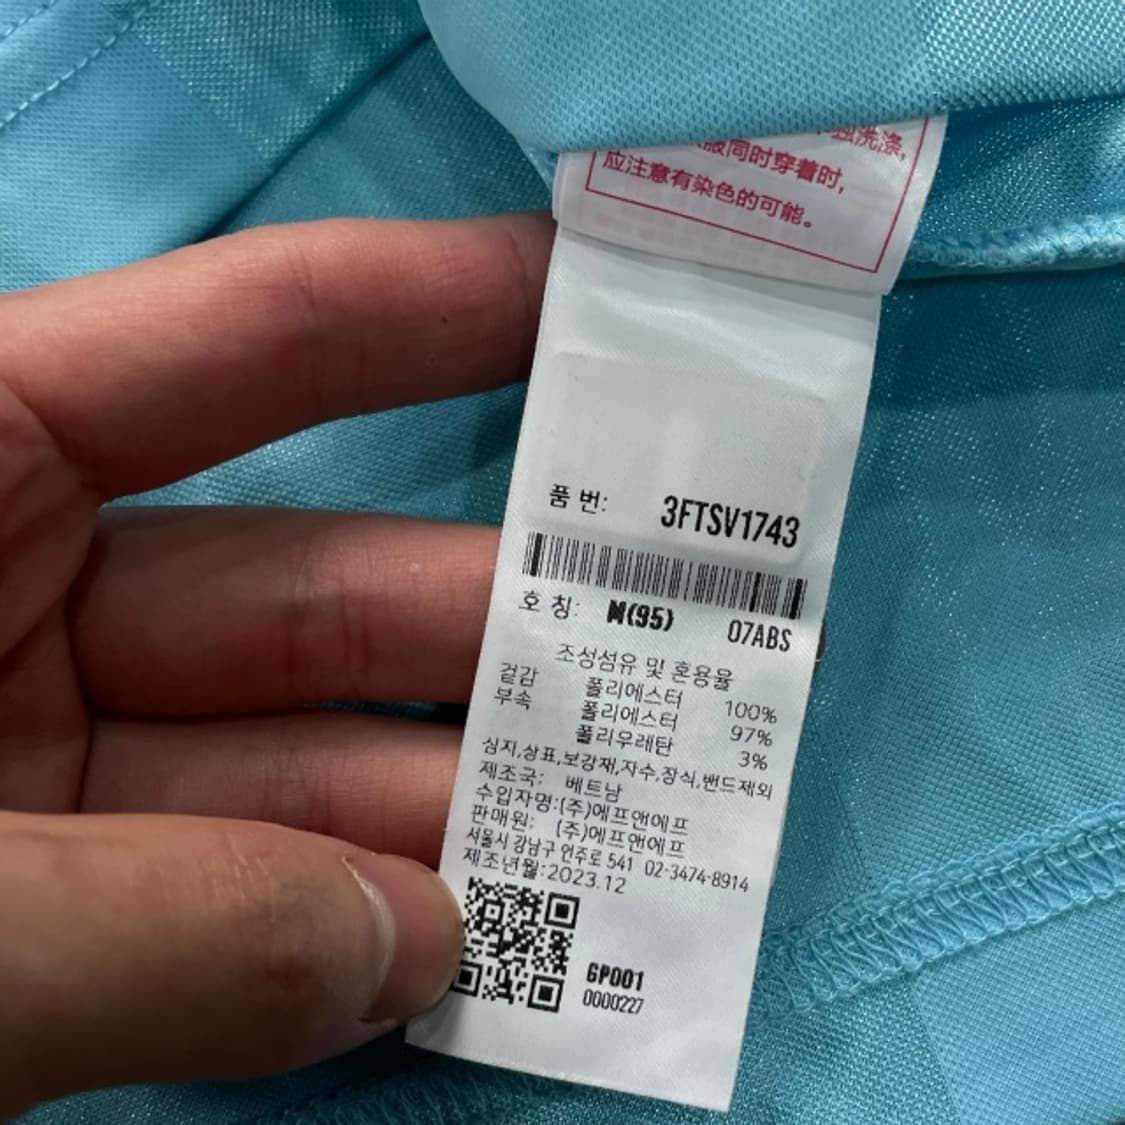 独洗涤,
服同时穿着时,
应注意有染色的可能。
품 번: 3FTSV1743
호 칭: M(95) 07ABS
조성섬유 및 혼용율
겉감 폴리에스터 100%
부속 폴리에스터 97%
폴리우레탄 3%
심지,상표,보강재,자수,장식,밴드제외
제조국: 베트남
수입자명:(주)에프앤에프
판매원: (주)에프앤에프
서울시 강남구 언주로 541 02-3474-8914
제조년월:2023.12
GP001
0000227